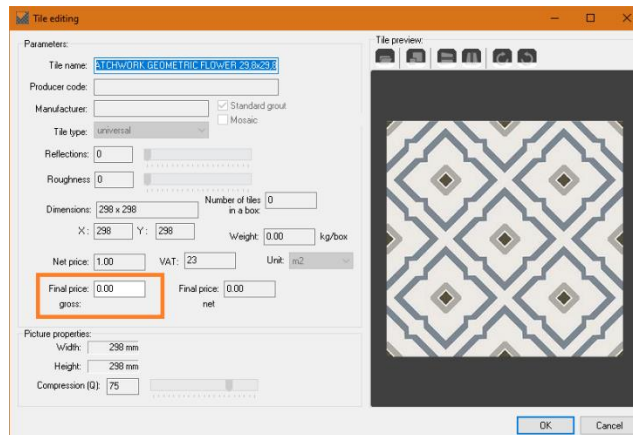 Tile editing
Parameters:
Tile name: ATCHWORK GEOMETRIC FLOWER 29,8x29,8
Producer code:
Manufacturer:
Standard grout
Mosaic
Tile type: universal
Reflections: 0
Roughness 0
Dimensions: 298 x 298
Number of tiles
in a box: 0
X: 298 Y: 298
Weight: 0.00 kg/box
Net price: 1.00 VAT: 23 Unit: m2
Final price: 0.00 Final price: 0.00
gross: net
Picture properties:
Width: 298 mm
Height: 298 mm
Compression (Q): 75
Tile preview:
OK Cancel